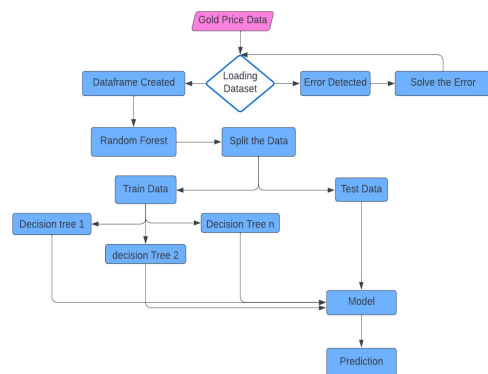 Gold Price Data
Loading
Dataset
Dataframe Created
Error Detected
Solve the Error
Random Forest
Split the Data
Train Data
Test Data
Decision tree 1
Decision Tree n
decision Tree 2
Model
Prediction